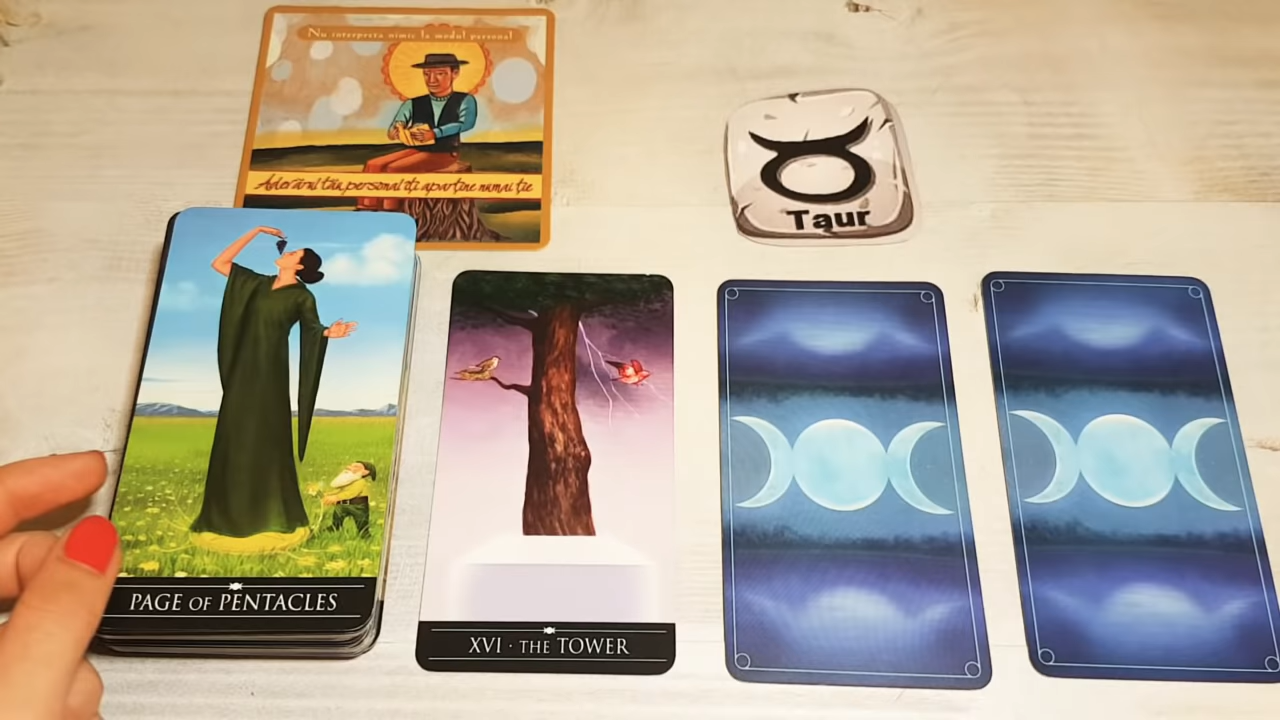 Nu interpreta nimic la modul personal
Adevărul tău personal îți aparține numai ție
Taur
PAGE OF PENTACLES
XVI · THE TOWER